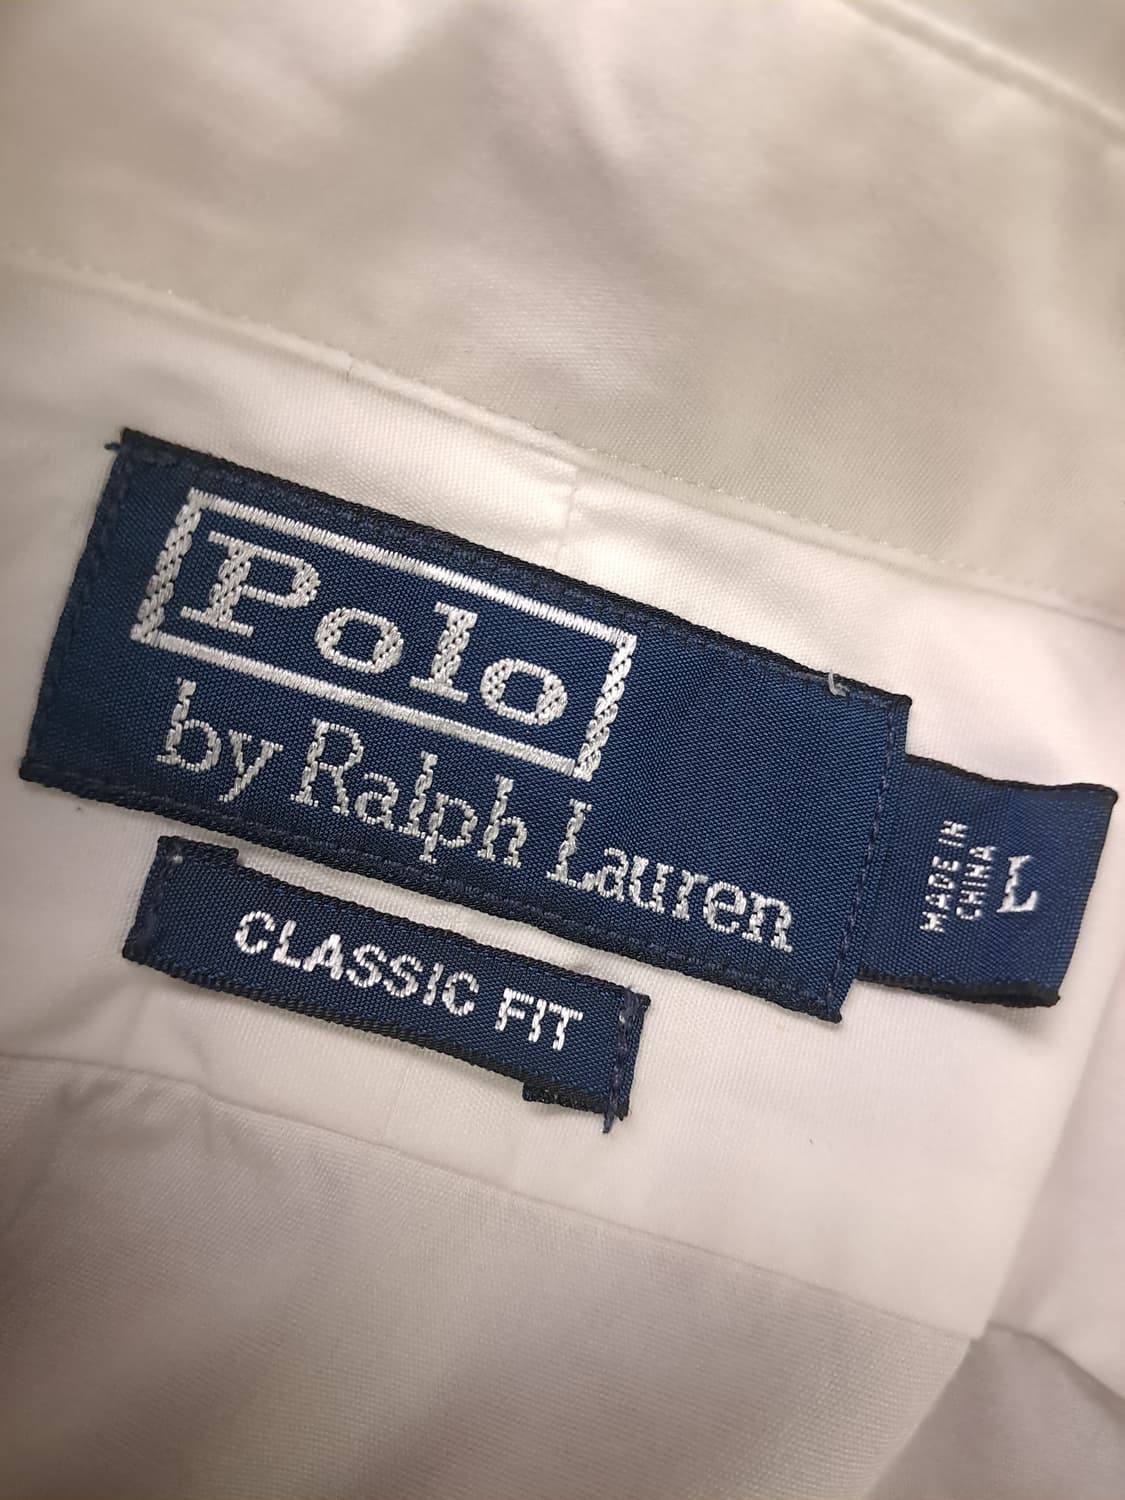 Polo
by Ralph Lauren
CLASSIC FIT
MADE IN
CHINA
L